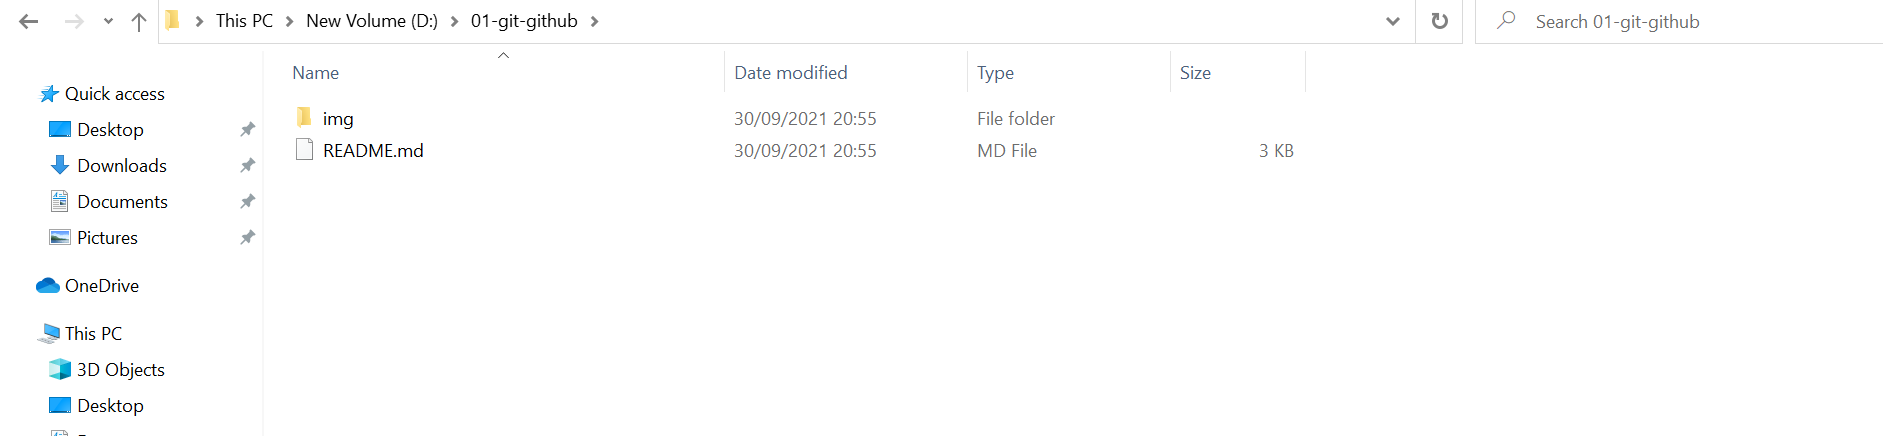 This PC New Volume (D:) 01-git-github Search 01-git-github
Name Date modified Type Size
img 30/09/2021 20:55 File folder
README.md 30/09/2021 20:55 MD File 3 KB
Quick access
Desktop
Downloads
Documents
Pictures
OneDrive
This PC
3D Objects
Desktop